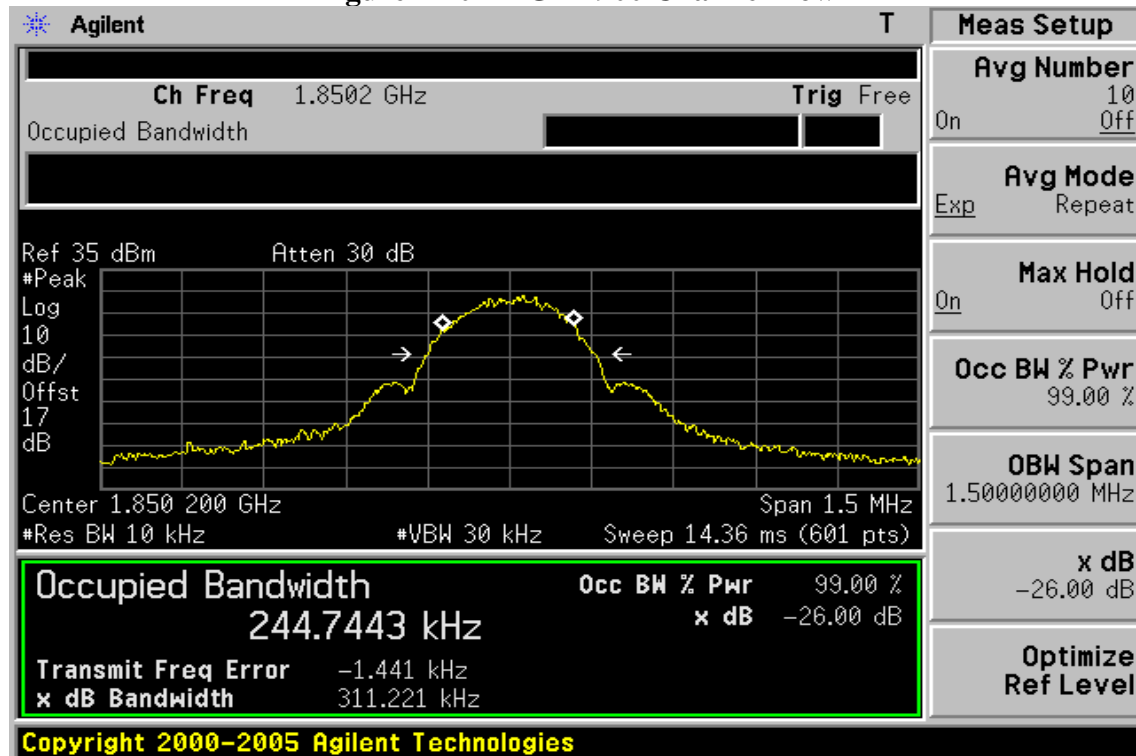 Agilent T Meas Setup
Ch Freq 1.8502 GHz Trig Free
Occupied Bandwidth
Avg Number
10
On Off
Avg Mode
Exp Repeat
Max Hold
On Off
Occ BW % Pwr
99.00 %
OBW Span
1.50000000 MHz
x dB
-26.00 dB
Optimize
Ref Level
Ref 35 dBm Atten 30 dB
#Peak
Log
10
dB/
Offst
17
dB
Center 1.850 200 GHz Span 1.5 MHz
#Res BW 10 kHz #VBW 30 kHz Sweep 14.36 ms (601 pts)
Occupied Bandwidth Occ BW % Pwr 99.00 %
244.7443 kHz x dB -26.00 dB
Transmit Freq Error -1.441 kHz
x dB Bandwidth 311.221 kHz
Copyright 2000-2005 Agilent Technologies